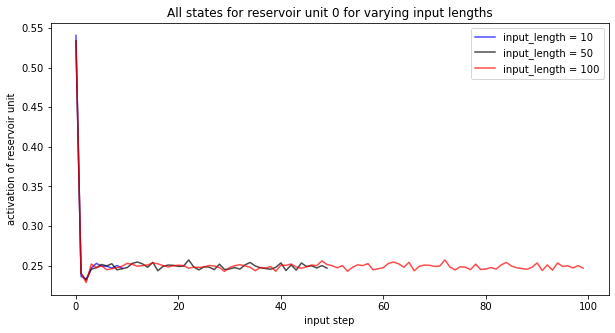 All states for reservoir unit 0 for varying input lengths
input_length = 10
input_length = 50
input_length = 100
activation of reservoir unit
0.55
0.50
0.45
0.40
0.35
0.30
0.25
0 20 40 60 80 100
input step